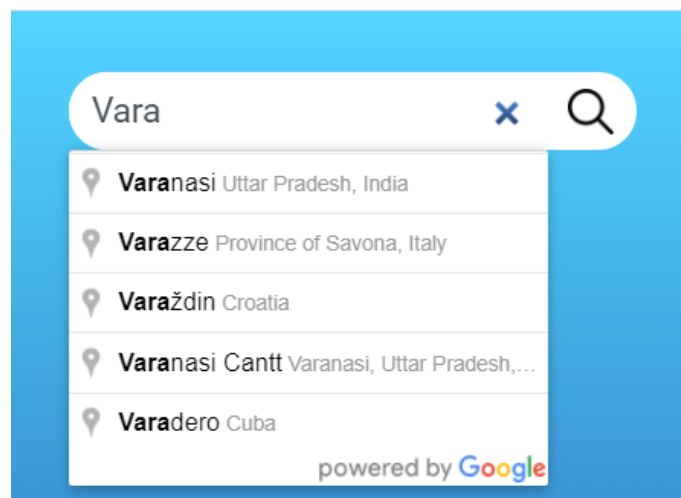 Vara
Varanasi Uttar Pradesh, India
Varazze Province of Savona, Italy
Varaždin Croatia
Varanasi Cantt Varanasi, Uttar Pradesh,...
Varadero Cuba
powered by Google